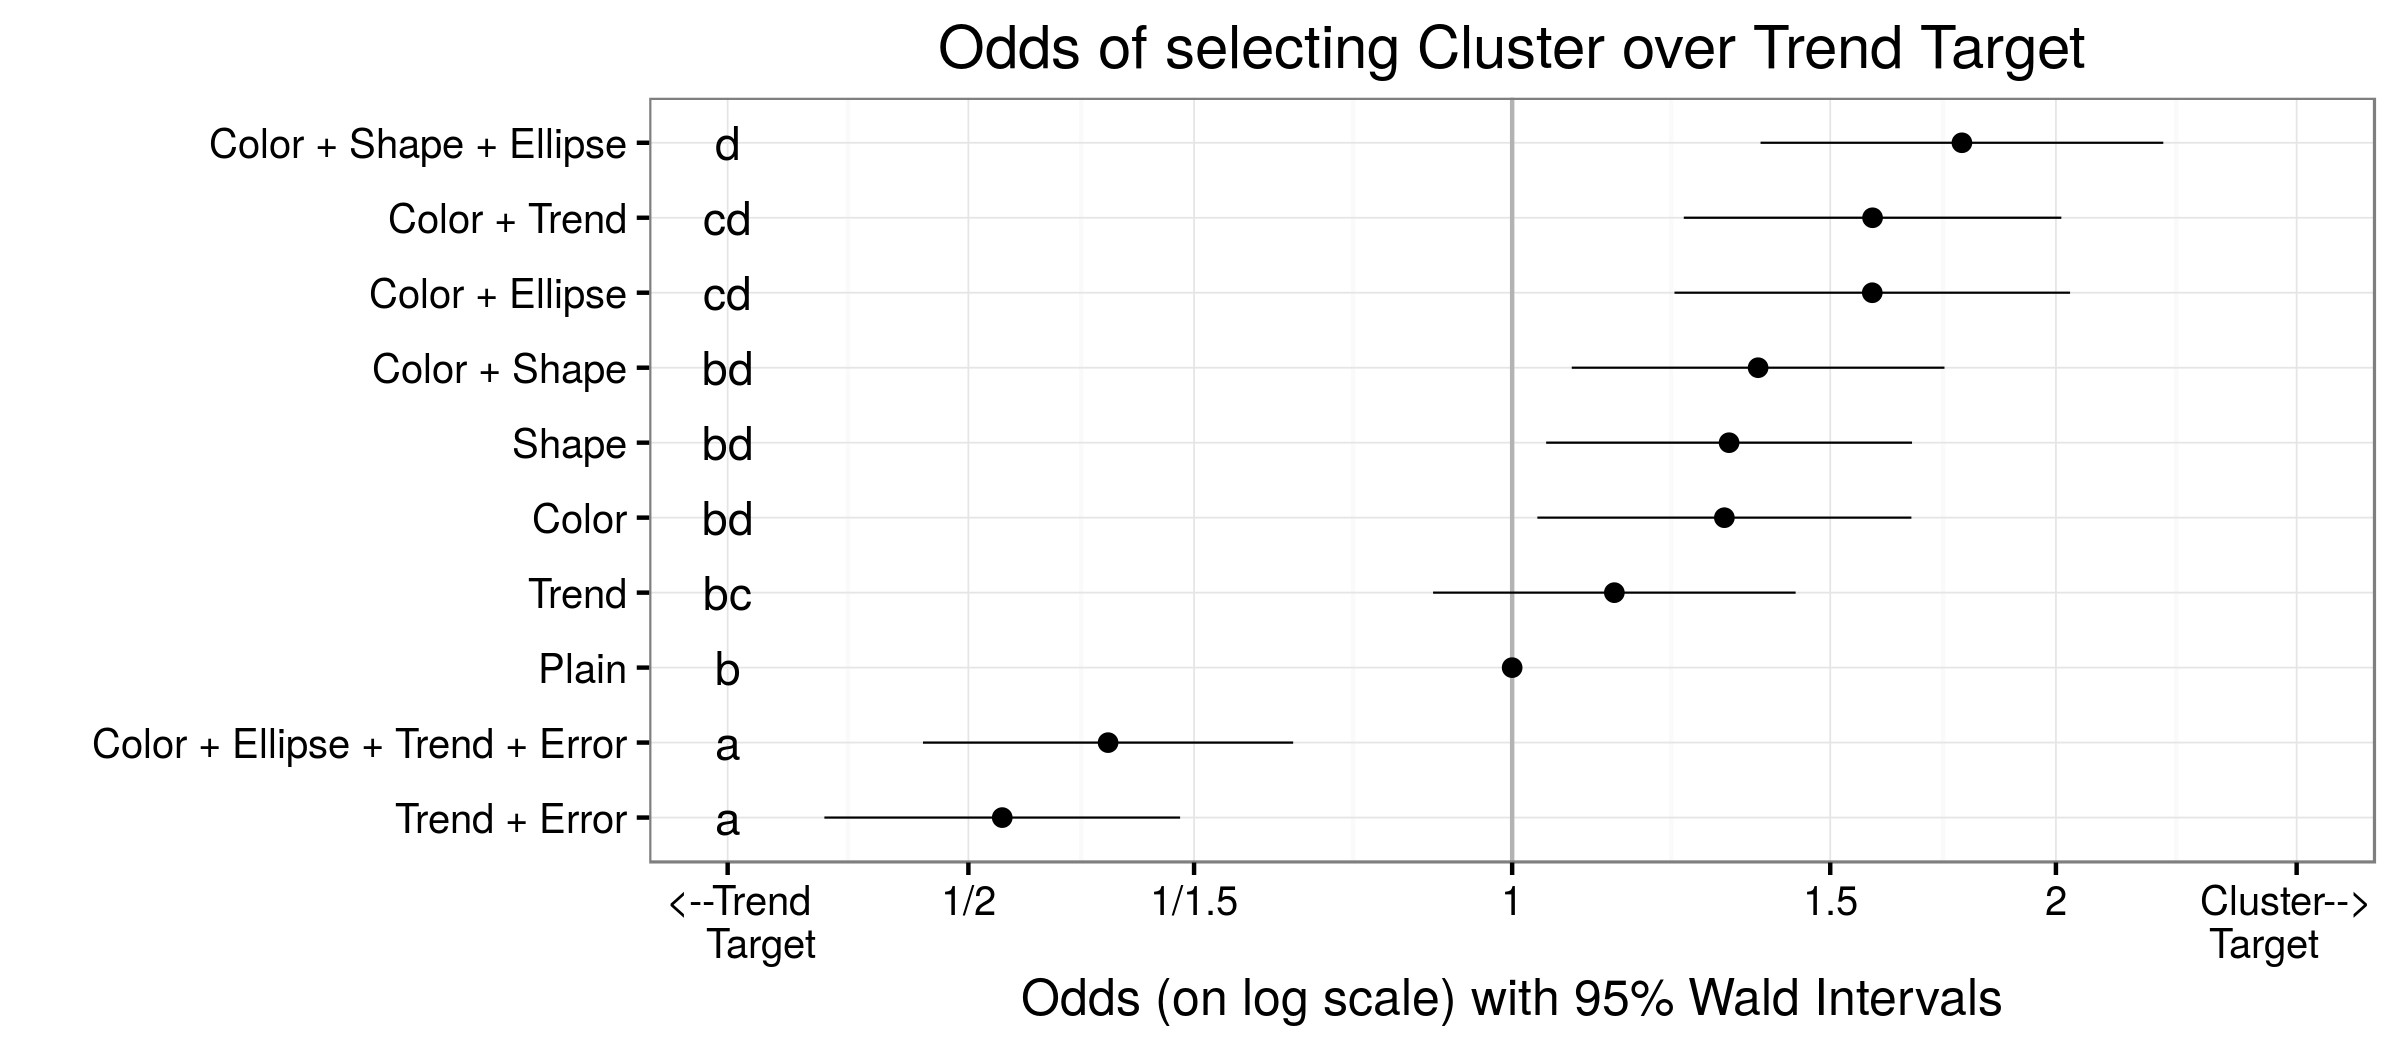 Odds of selecting Cluster over Trend Target
Color + Shape + Ellipse d
Color + Trend cd
Color + Ellipse cd
Color + Shape bd
Shape bd
Color bd
Trend bc
Plain b
Color + Ellipse + Trend + Error a
Trend + Error a
<--Trend 1/2 1/1.5 1 1.5 2 Cluster-->
Target Target
Odds (on log scale) with 95% Wald Intervals